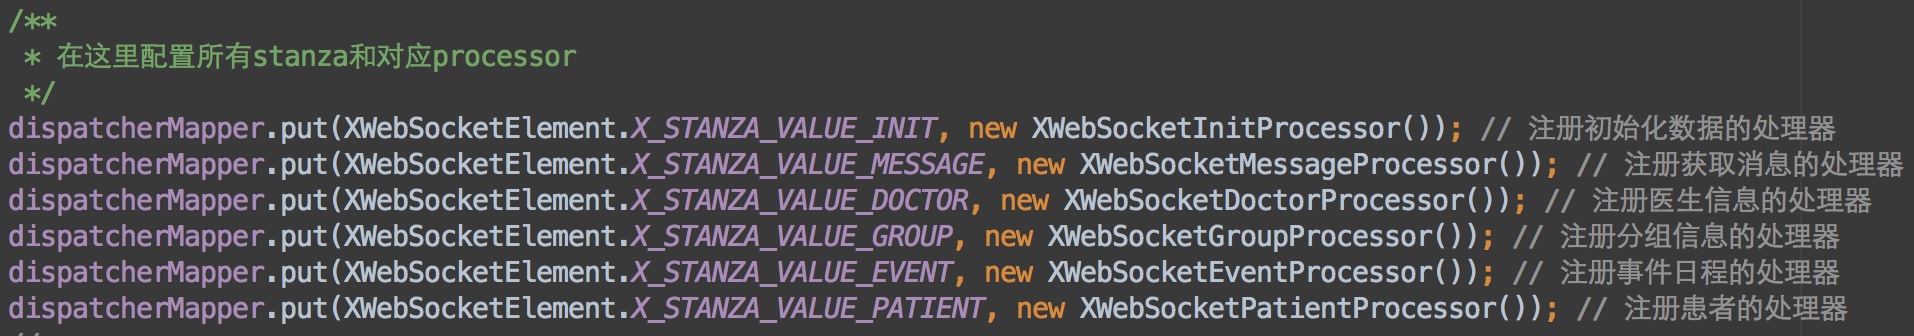 /**
* 在这里配置所有stanza和对应processor
*/
dispatcherMapper.put(XWebSocketElement.X_STANZA_VALUE_INIT, new XWebSocketInitProcessor()); // 注册初始化数据的处理器
dispatcherMapper.put(XWebSocketElement.X_STANZA_VALUE_MESSAGE, new XWebSocketMessageProcessor()); // 注册获取消息的处理器
dispatcherMapper.put(XWebSocketElement.X_STANZA_VALUE_DOCTOR, new XWebSocketDoctorProcessor()); // 注册医生信息的处理器
dispatcherMapper.put(XWebSocketElement.X_STANZA_VALUE_GROUP, new XWebSocketGroupProcessor()); // 注册分组信息的处理器
dispatcherMapper.put(XWebSocketElement.X_STANZA_VALUE_EVENT, new XWebSocketEventProcessor()); // 注册事件日程的处理器
dispatcherMapper.put(XWebSocketElement.X_STANZA_VALUE_PATIENT, new XWebSocketPatientProcessor()); // 注册患者的处理器